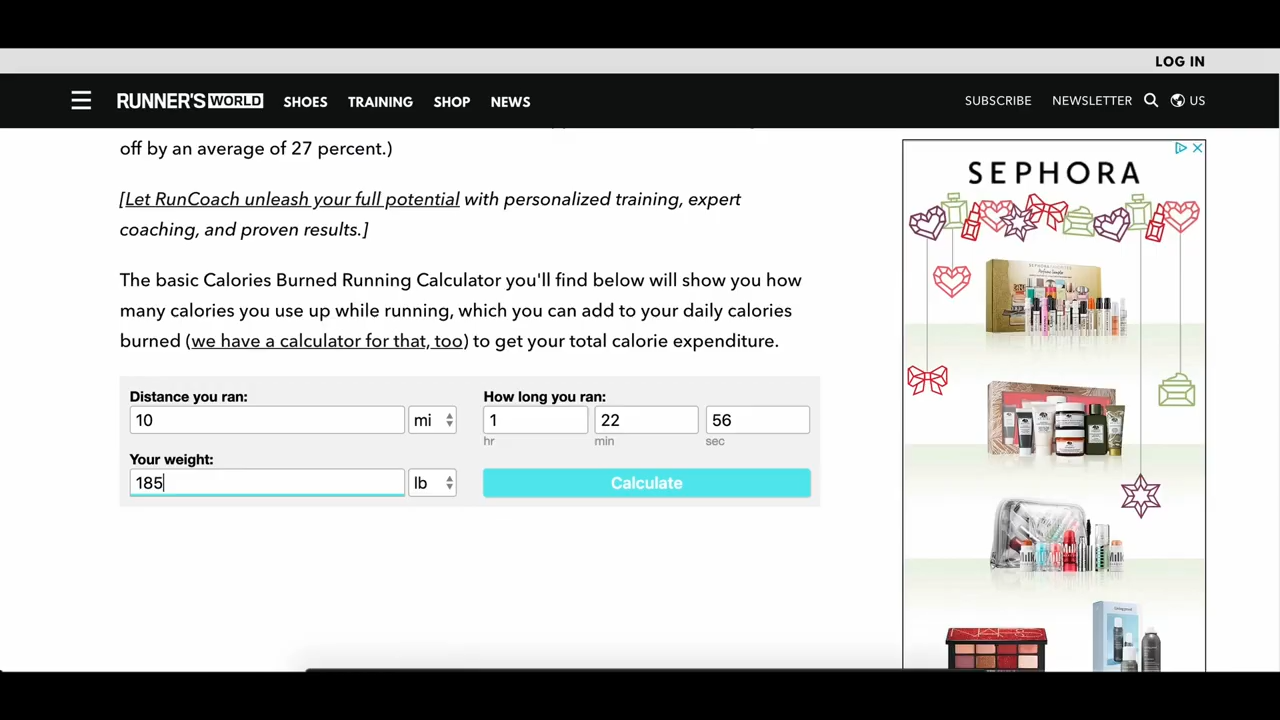 LOG IN
RUNNER'S WORLD SHOES TRAINING SHOP NEWS SUBSCRIBE NEWSLETTER US
off by an average of 27 percent.)
[Let RunCoach unleash your full potential with personalized training, expert
coaching, and proven results.]
The basic Calories Burned Running Calculator you'll find below will show you how
many calories you use up while running, which you can add to your daily calories
burned (we have a calculator for that, too) to get your total calorie expenditure.
Distance you ran:
10 mi
Your weight:
185 lb
How long you ran:
1 22 56
hr min sec
Calculate
SEPHORA
NARS